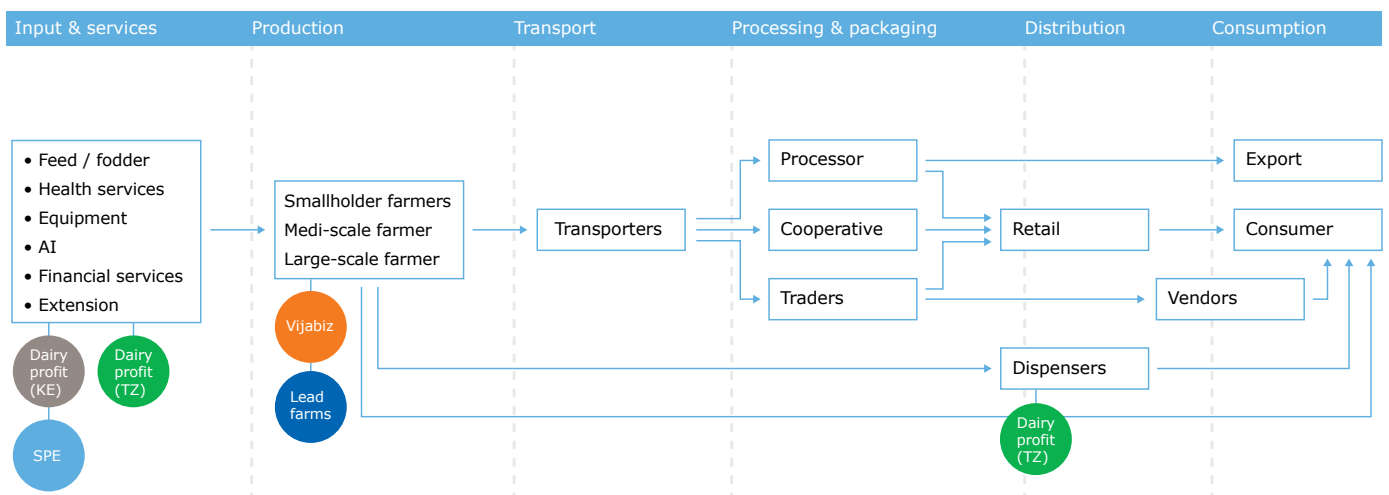 Input & services
Production
Transport
Processing & packaging
Distribution
Consumption
• Feed / fodder
• Health services
• Equipment
• AI
• Financial services
• Extension
Smallholder farmers
Medi-scale farmer
Large-scale farmer
Transporters
Processor
Cooperative
Traders
Retail
Dispensers
Export
Consumer
Vendors
Dairy
profit
(KE)
Dairy
profit
(TZ)
SPE
Vijabiz
Lead
farms
Dairy
profit
(TZ)